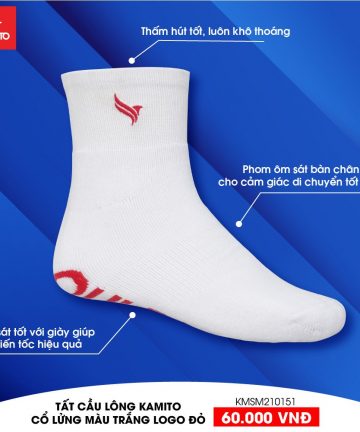 ITO
Thấm hút tốt, luôn khô thoáng
Phom ôm sát bàn chân
cho cảm giác di chuyển tốt
sát tốt với giày giúp
iến tốc hiệu quả
TẤT CẦU LÔNG KAMITO
CỔ LỬNG MÀU TRẮNG LOGO ĐỎ
KMSM210151
60.000 VNĐ